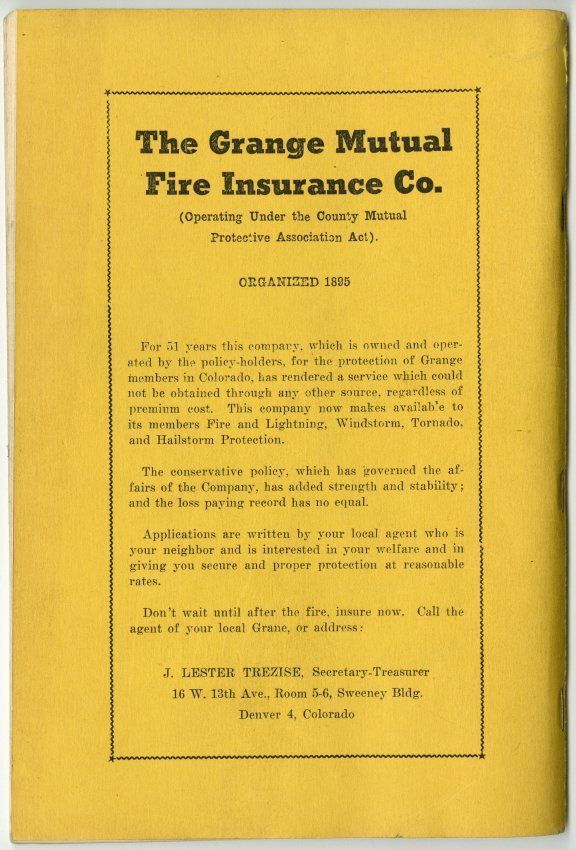 The Grange Mutual
Fire Insurance Co.
(Operating Under the County Mutual
Protective Association Act).
ORGANIZED 1895
For 51 years this company, which is owned and oper-
ated by the policy-holders, for the protection of Grange
members in Colorado, has rendered a service which could
not be obtained through any other source, regardless of
premium cost. This company now makes availab'e to
its members Fire and Lightning, Windstorm, Tornado,
and Hailstorm Protection.
The conservative policy, which has governed the af-
fairs of the Company, has added strength and stability;
and the loss paying record has no equal.
Applications are written by your local agent who is
your neighbor and is interested in your welfare and in
giving you secure and proper protection at reasonable
rates.
Don't wait until after the fire, insure now. Call the
agent of your local Grane, or address:
J. LESTER TREZISE, Secretary-Treasurer
16 W. 13th Ave., Room 5-6, Sweeney Bldg.
Denver 4, Colorado